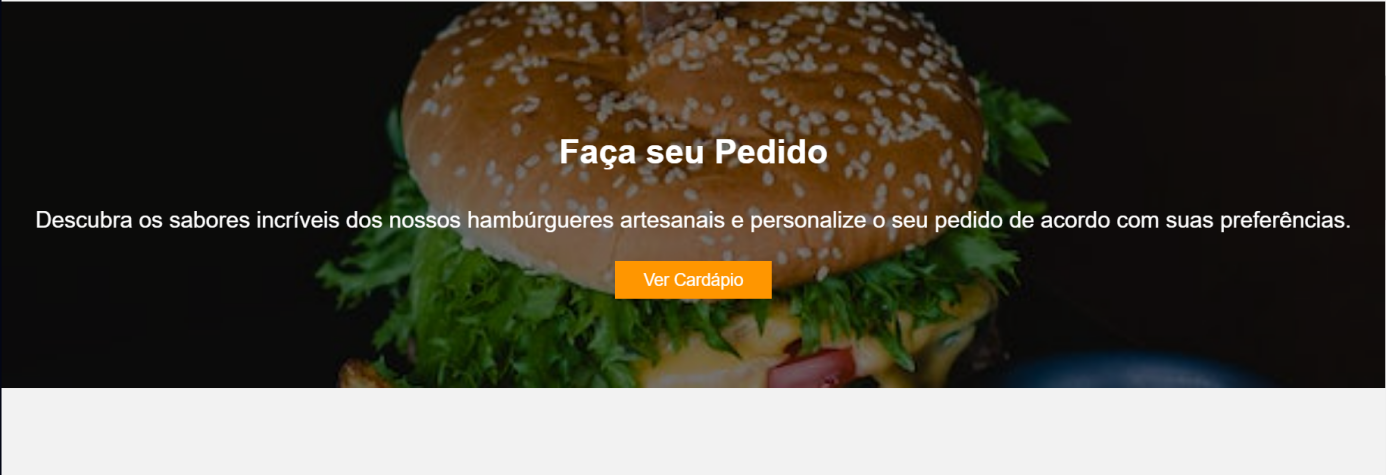 Faça seu Pedido
Descubra os sabores incríveis dos nossos hambúrgueres artesanais e personalize o seu pedido de acordo com suas preferências.
Ver Cardápio